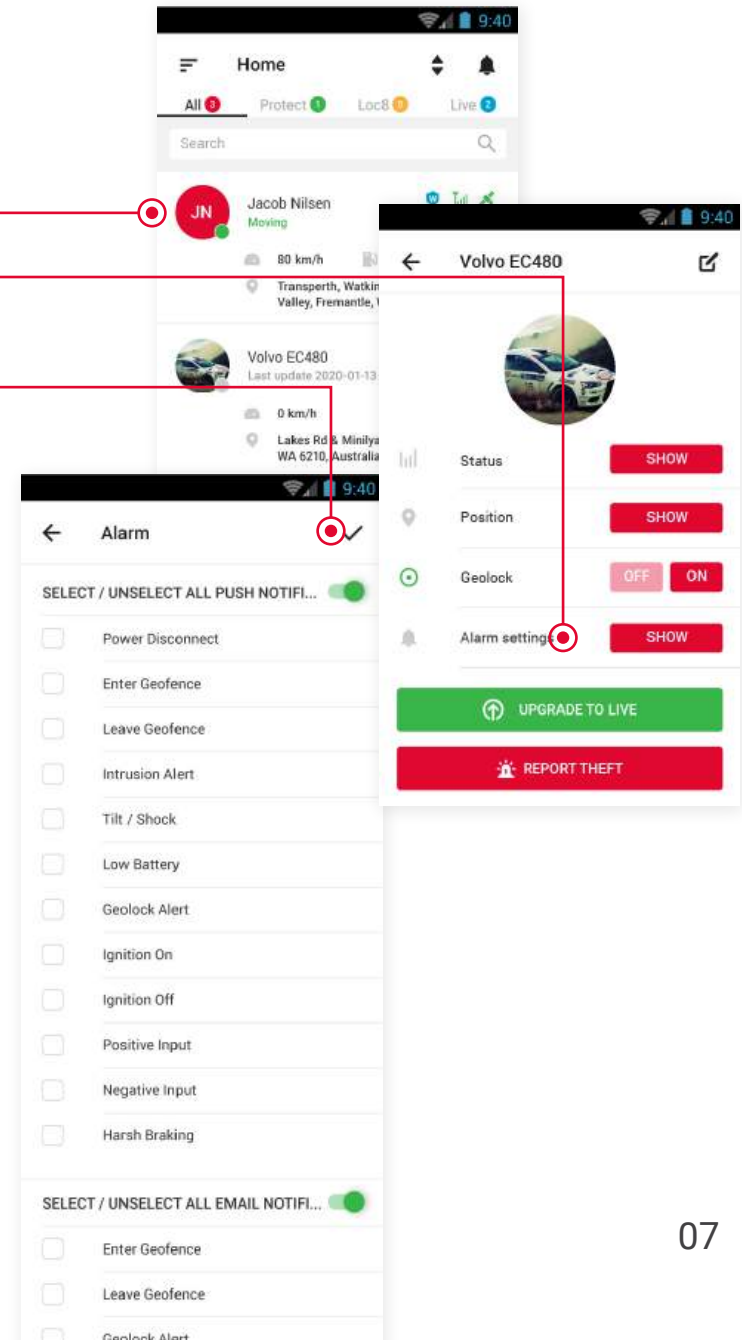 9:40
Home
All 3 Protect 1 Loc8 0 Live 2
Search
JN Jacob Nilsen
Moving
80 km/h
Transperth,
Valley, Fremantle,
Volvo EC480
Last update 2020-01-13
0 km/h
Lakes Rd &
WA 6210, Australia
9:40
Volvo EC480
Status SHOW
Position SHOW
Geolock OFF ON
Alarm settings SHOW
UPGRADE TO LIVE
REPORT THEFT
9:40
Alarm
SELECT / UNSELECT ALL PUSH NOTIFI...
Power Disconnect
Enter Geofence
Leave Geofence
Intrusion Alert
Tilt / Shock
Low Battery
Geolock Alert
Ignition On
Ignition Off
Positive Input
Negative Input
Harsh Braking
SELECT / UNSELECT ALL EMAIL NOTIFI...
Enter Geofence
Leave Geofence
Geolock Alert
07